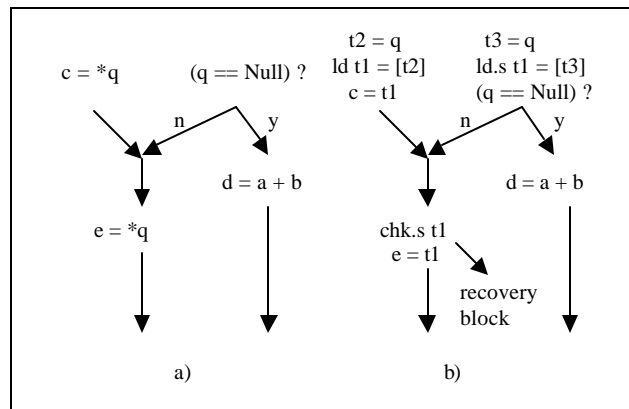 c = *q
(q == Null) ?
n
y
d = a + b
e = *q
a)
t2 = q
ld t1 = [t2]
c = t1
t3 = q
ld.s t1 = [t3]
(q == Null) ?
n
y
d = a + b
chk.s t1
e = t1
recovery
block
b)